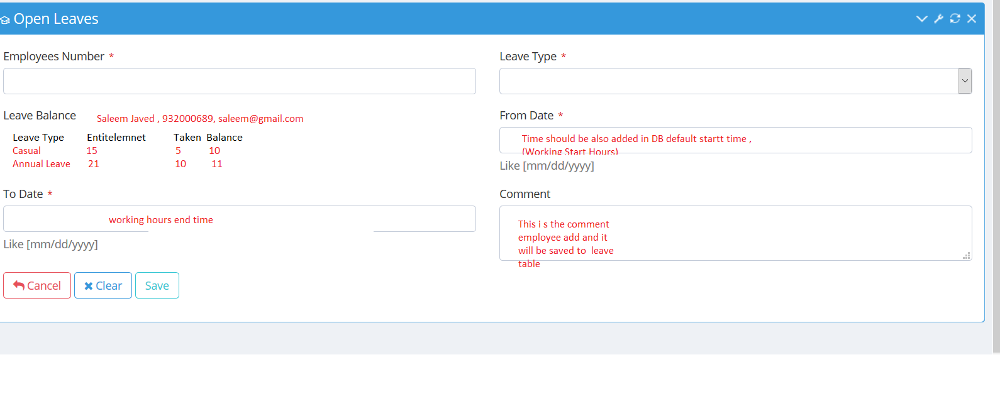 Open Leaves
Employees Number *
Leave Type *
Leave Balance
Saleem Javed , 932000689, saleem@gmail.com
Leave Type Entitelemnet Taken Balance
Casual 15 5 10
Annual Leave 21 10 11
From Date *
Time should be also added in DB default startt time ,
(Working Start Hours)
Like [mm/dd/yyyy]
To Date *
working hours end time
Like [mm/dd/yyyy]
Comment
This i s the comment
employee add and it
will be saved to leave
table
Cancel Clear Save